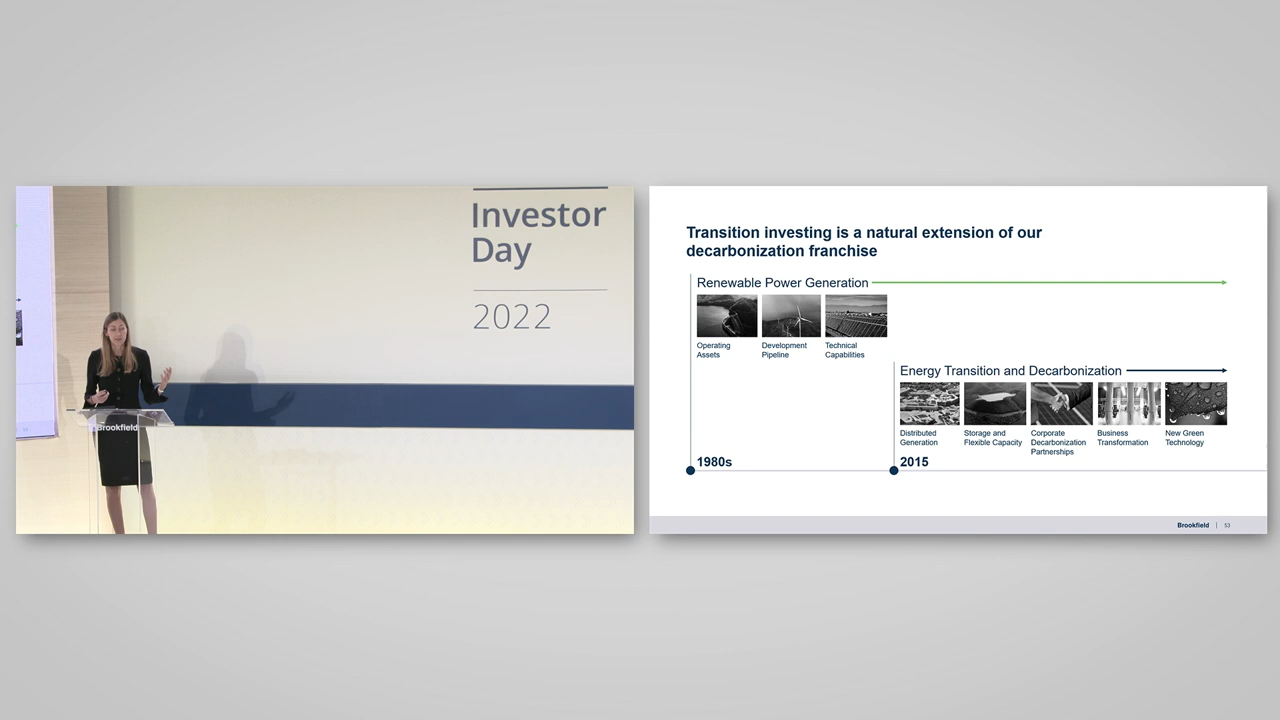 Investor
Day
2022
Brookfield
Transition investing is a natural extension of our
decarbonization franchise
Renewable Power Generation
Operating
Assets
Development
Pipeline
Technical
Capabilities
Energy Transition and Decarbonization
Distributed
Generation
Storage and
Flexible Capacity
Corporate
Decarbonization
Partnerships
Business
Transformation
New Green
Technology
1980s
2015
Brookfield | 53